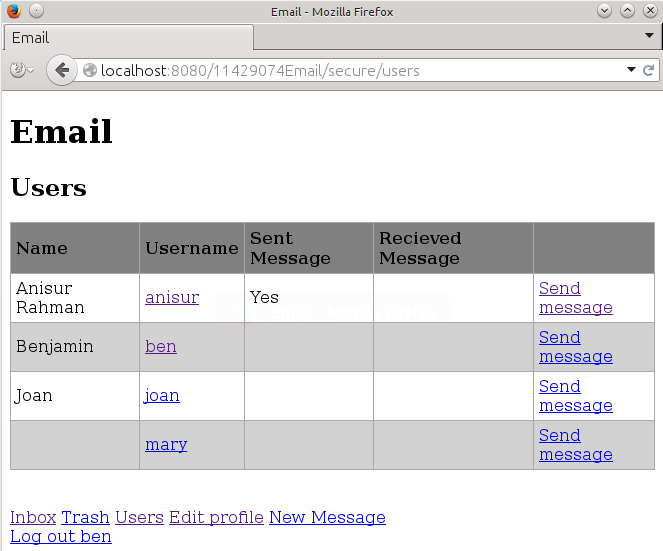 Email - Mozilla Firefox
Email
localhost:8080/11429074Email/secure/users
Email
Users
Name Username Sent Message Recieved Message
Anisur Rahman anisur Yes Send message
Benjamin ben Send message
Joan joan Send message
mary Send message
Inbox Trash Users Edit profile New Message
Log out ben